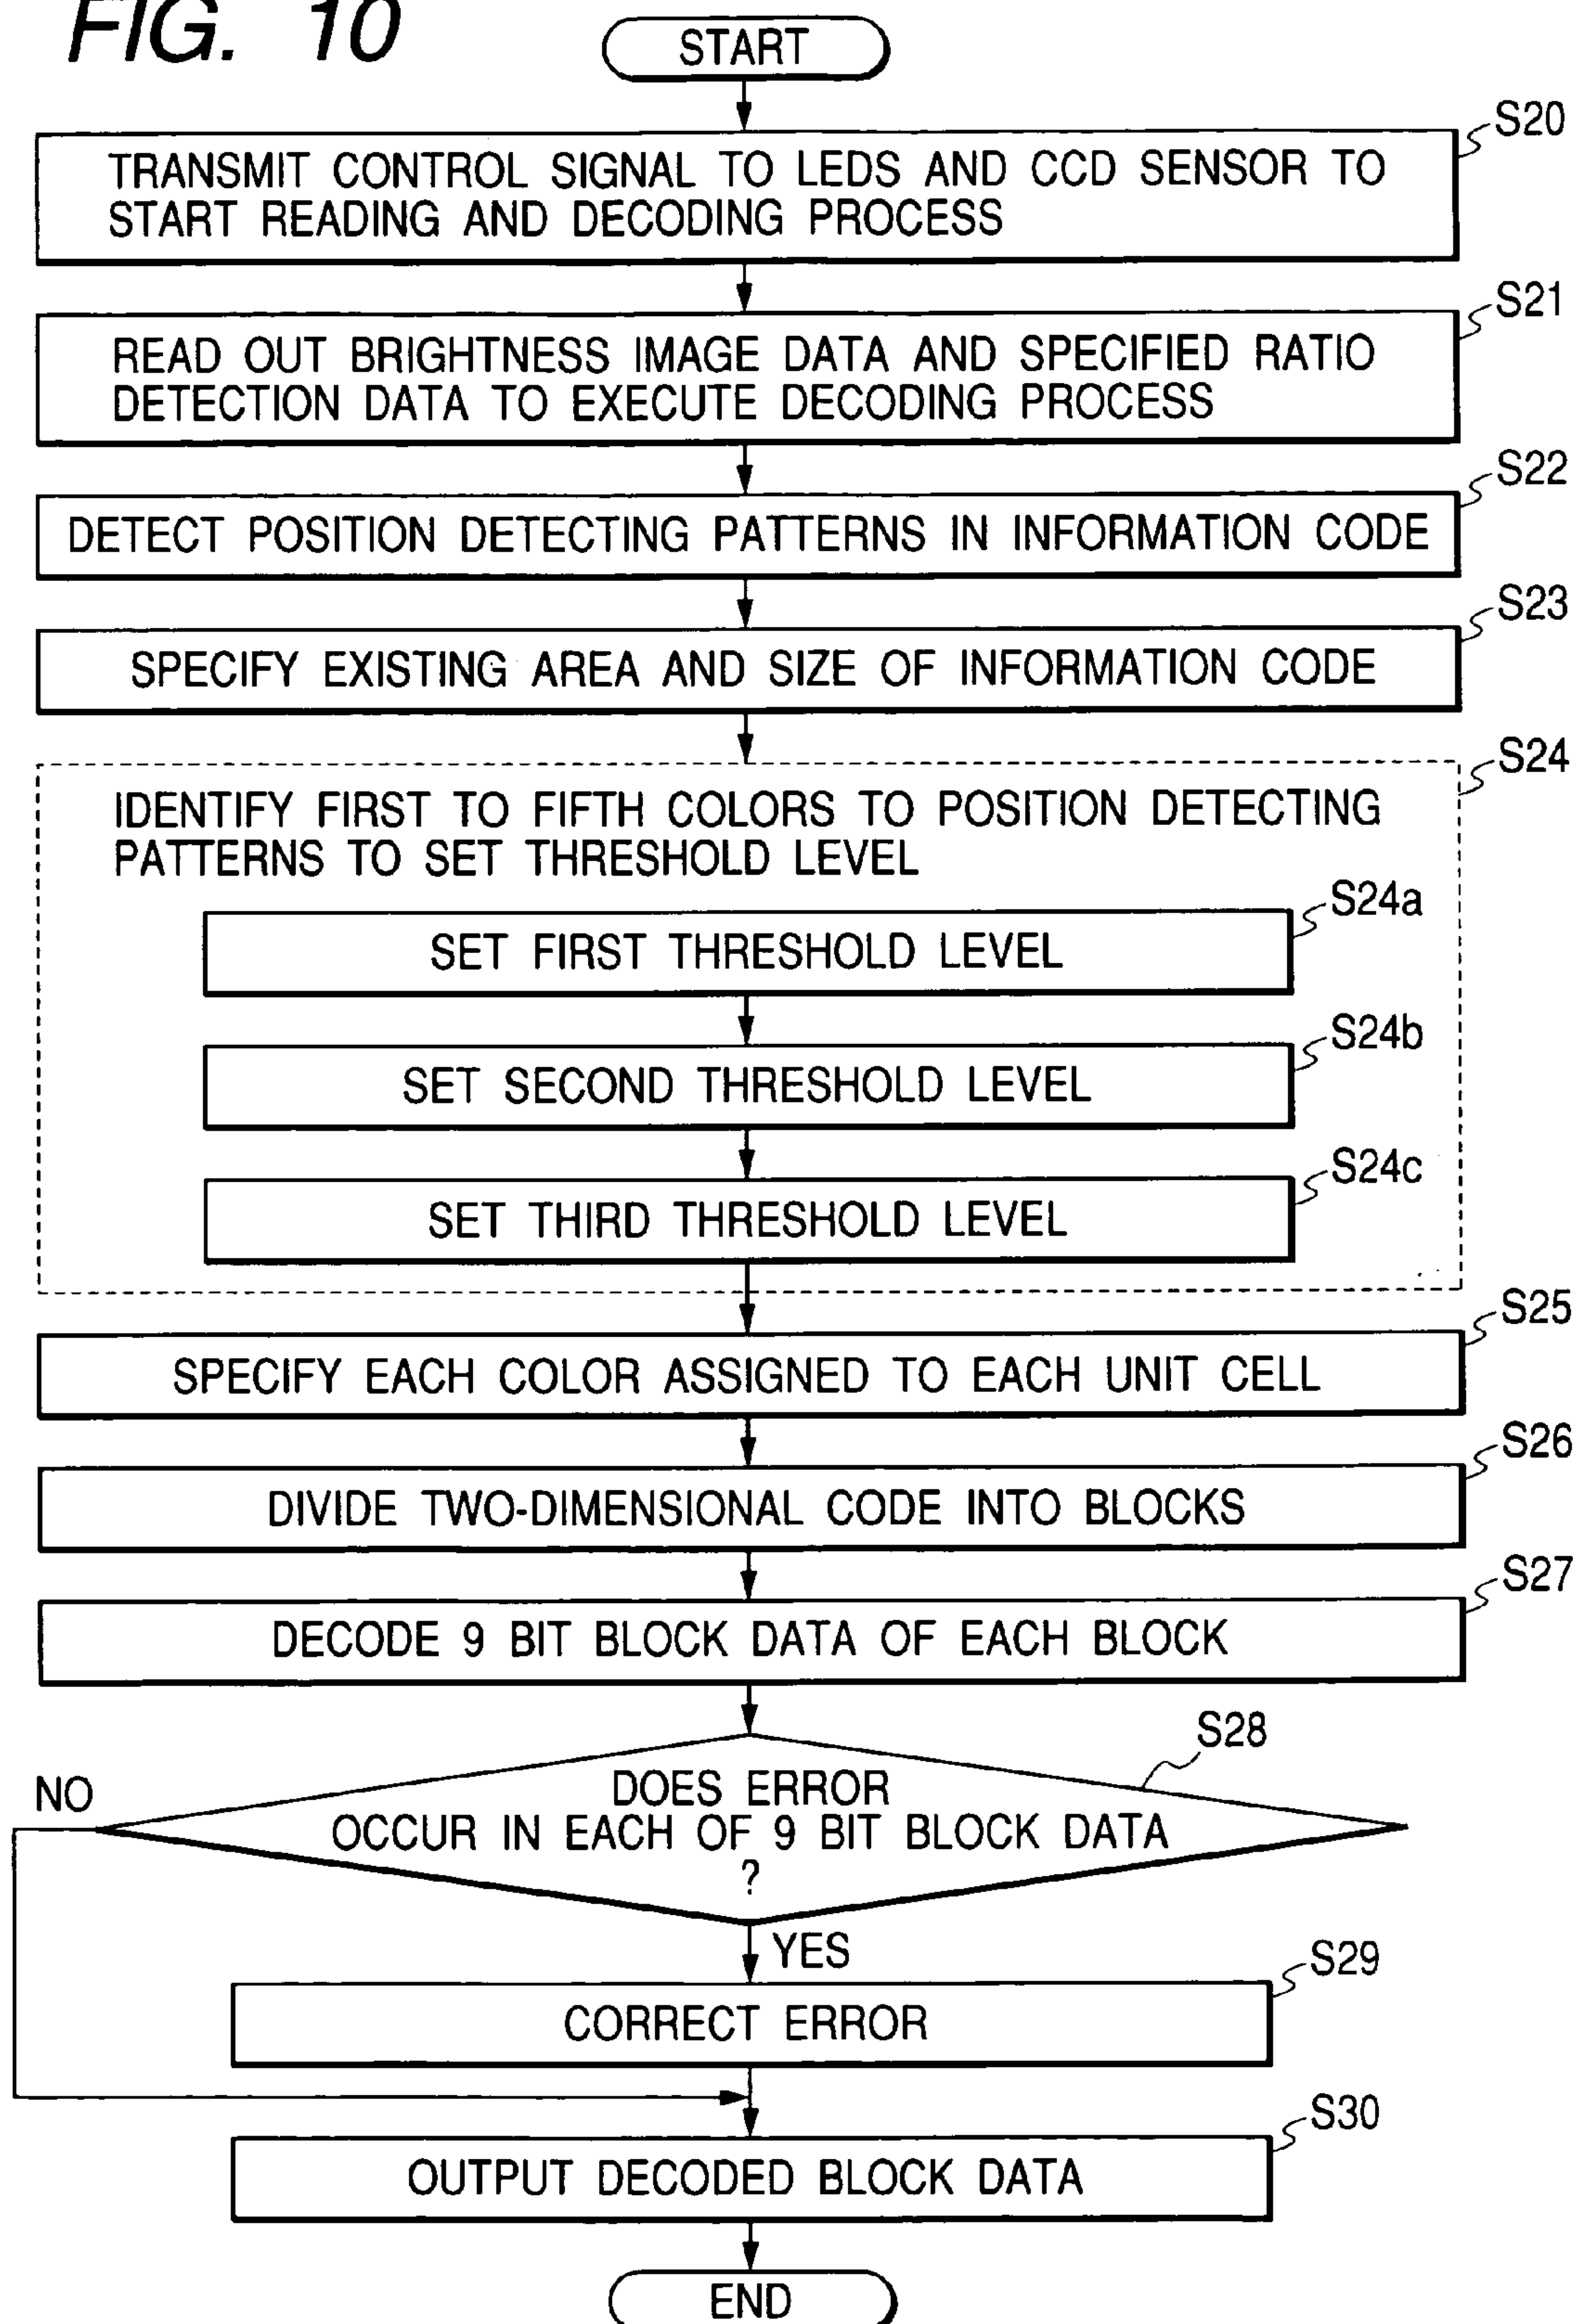 FIG. 10
START
S20
TRANSMIT CONTROL SIGNAL TO LEDS AND CCD SENSOR TO
START READING AND DECODING PROCESS
S21
READ OUT BRIGHTNESS IMAGE DATA AND SPECIFIED RATIO
DETECTION DATA TO EXECUTE DECODING PROCESS
S22
DETECT POSITION DETECTING PATTERNS IN INFORMATION CODE
S23
SPECIFY EXISTING AREA AND SIZE OF INFORMATION CODE
S24
IDENTIFY FIRST TO FIFTH COLORS TO POSITION DETECTING
PATTERNS TO SET THRESHOLD LEVEL
S24a
SET FIRST THRESHOLD LEVEL
S24b
SET SECOND THRESHOLD LEVEL
S24c
SET THIRD THRESHOLD LEVEL
S25
SPECIFY EACH COLOR ASSIGNED TO EACH UNIT CELL
S26
DIVIDE TWO-DIMENSIONAL CODE INTO BLOCKS
S27
DECODE 9 BIT BLOCK DATA OF EACH BLOCK
S28
NO
DOES ERROR
OCCUR IN EACH OF 9 BIT BLOCK DATA
?
YES
S29
CORRECT ERROR
S30
OUTPUT DECODED BLOCK DATA
END